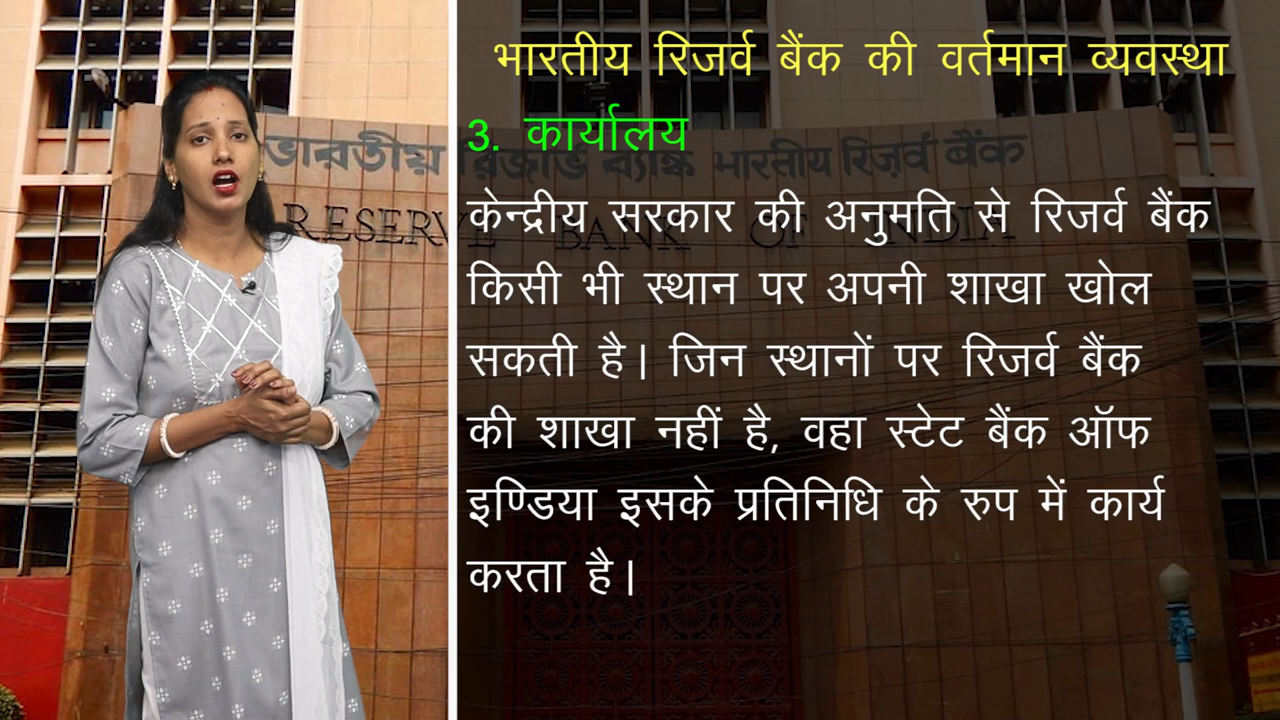 भारतीय रिजर्व बैंक की वर्तमान व्यवस्था
3. कार्यालय
केन्द्रीय सरकार की अनुमति से रिजर्व बैंक
किसी भी स्थान पर अपनी शाखा खोल
सकती है। जिन स्थानों पर रिजर्व बैंक
की शाखा नहीं है, वहा स्टेट बैंक ऑफ
इण्डिया इसके प्रतिनिधि के रुप में कार्य
करता है।
ভারতীয় রিজার্ভ ব্যাঙ্ক भारतीय रिज़र्व बैंक
RESERVE BANK OF INDIA